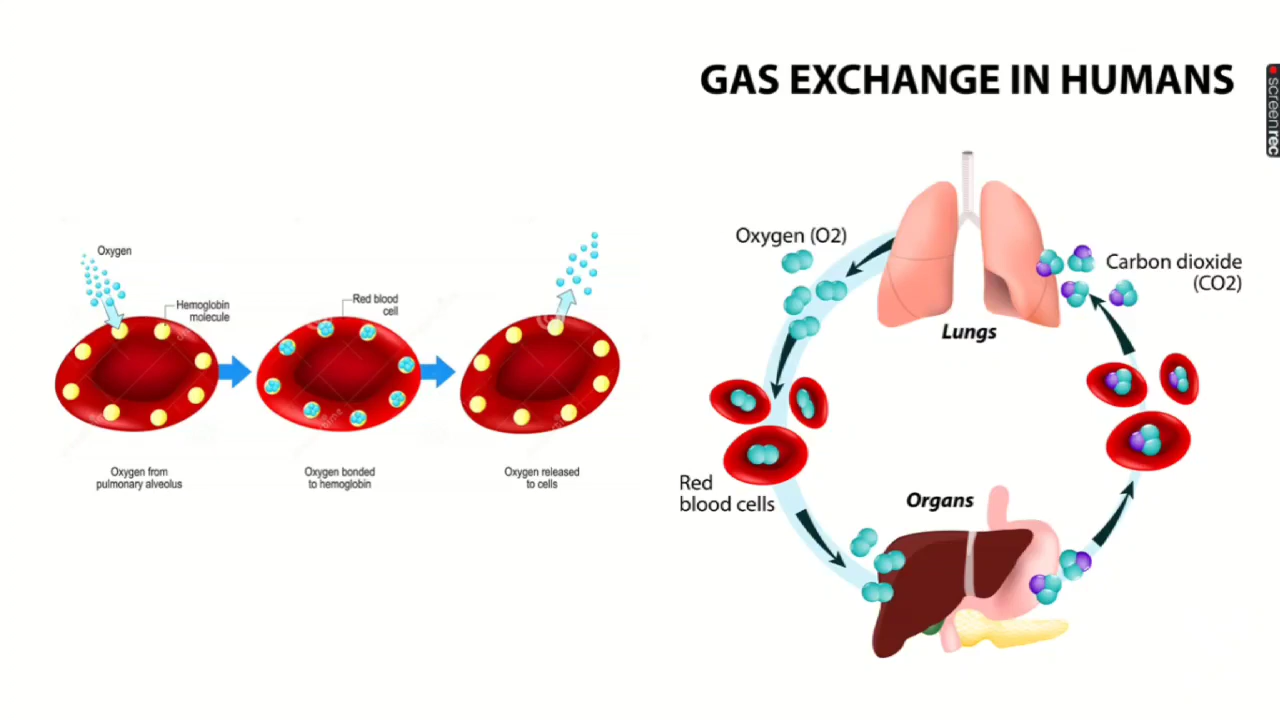 GAS EXCHANGE IN HUMANS
screenrec
Oxygen
Hemoglobin
molecule
Red blood
cell
Oxygen from
pulmonary alveolus
Oxygen bonded
to hemoglobin
Oxygen released
to cells
Oxygen (O2)
Carbon dioxide
(CO2)
Lungs
Red
blood cells
Organs